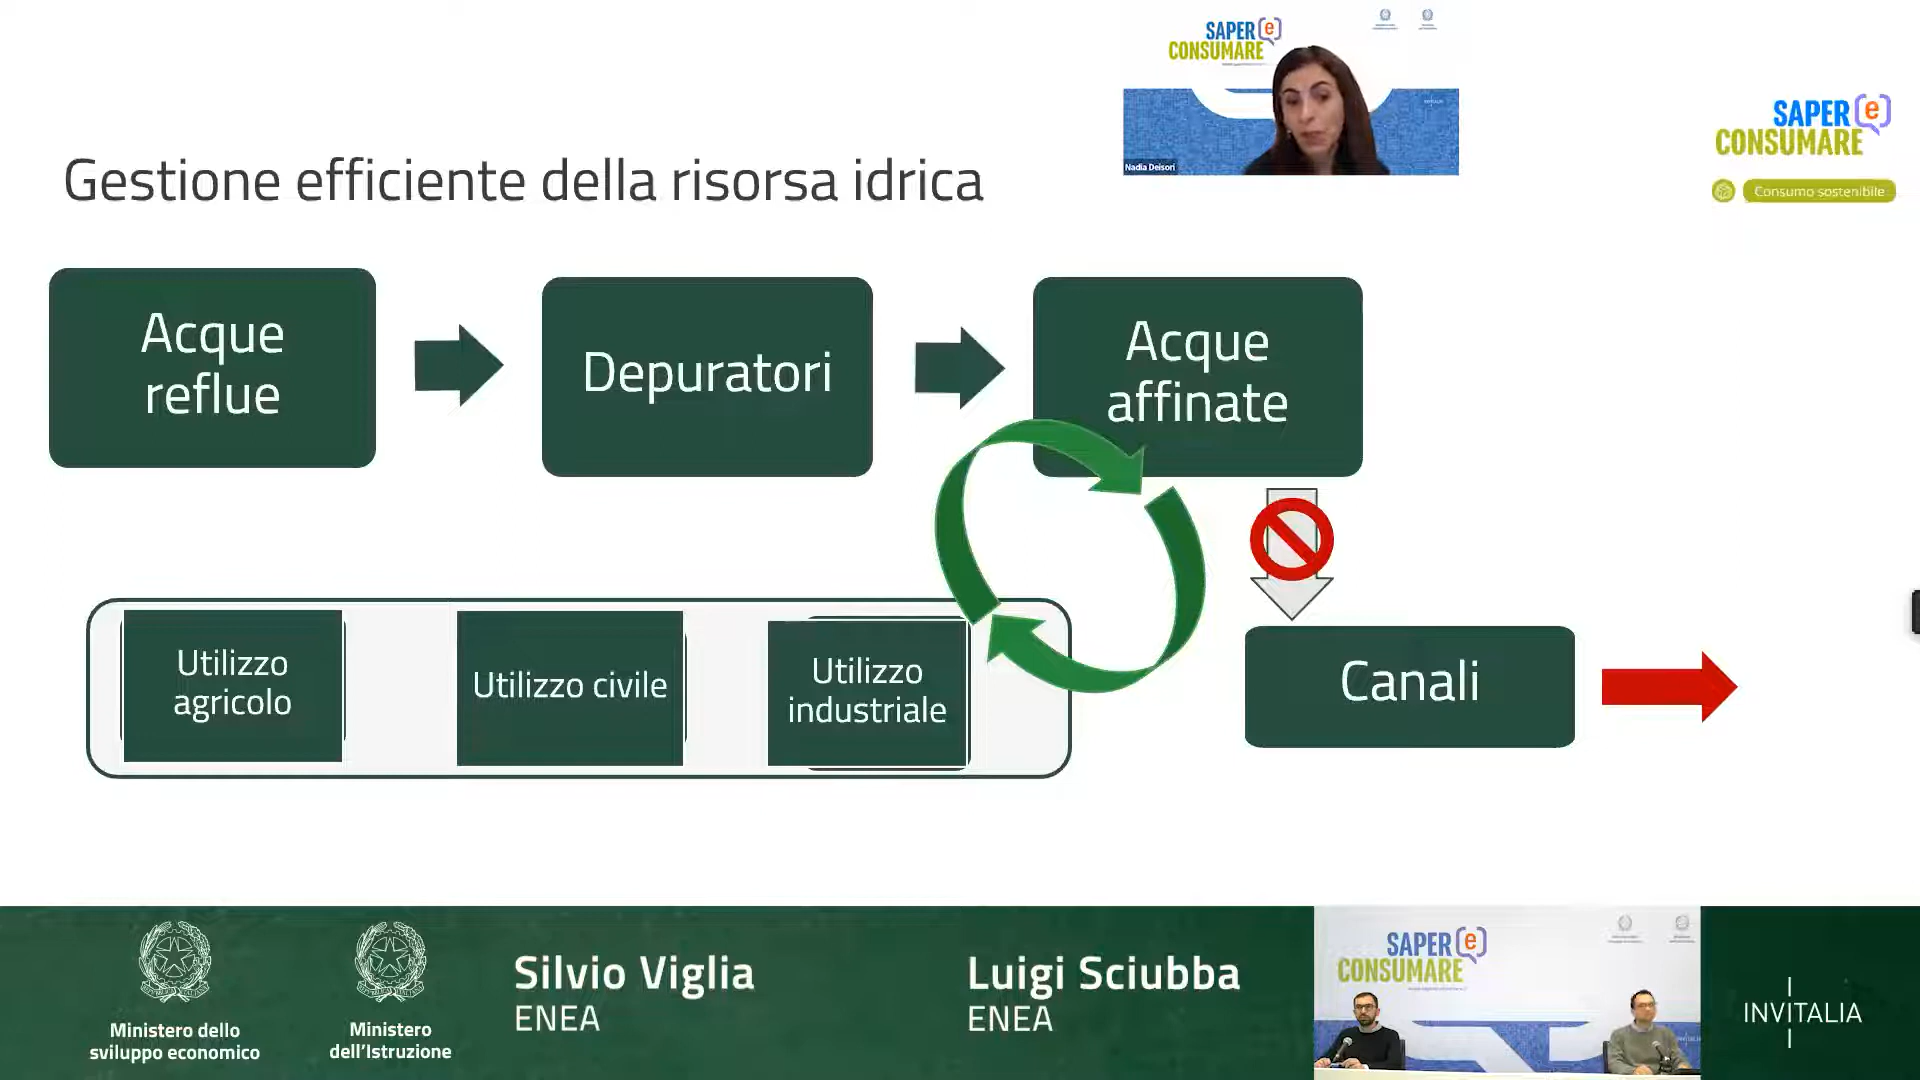 SAPER(e)
CONSUMARE
Nadia Deisori
SAPER(e)
CONSUMARE
Consumo sostenibile
Gestione efficiente della risorsa idrica
Acque
reflue
Depuratori
Acque
affinate
Utilizzo
agricolo
Utilizzo civile
Utilizzo
industriale
Canali
Ministero dello
sviluppo economico
Ministero
dell'Istruzione
Silvio Viglia
ENEA
Luigi Sciubba
ENEA
SAPER(e)
CONSUMARE
INVITALIA